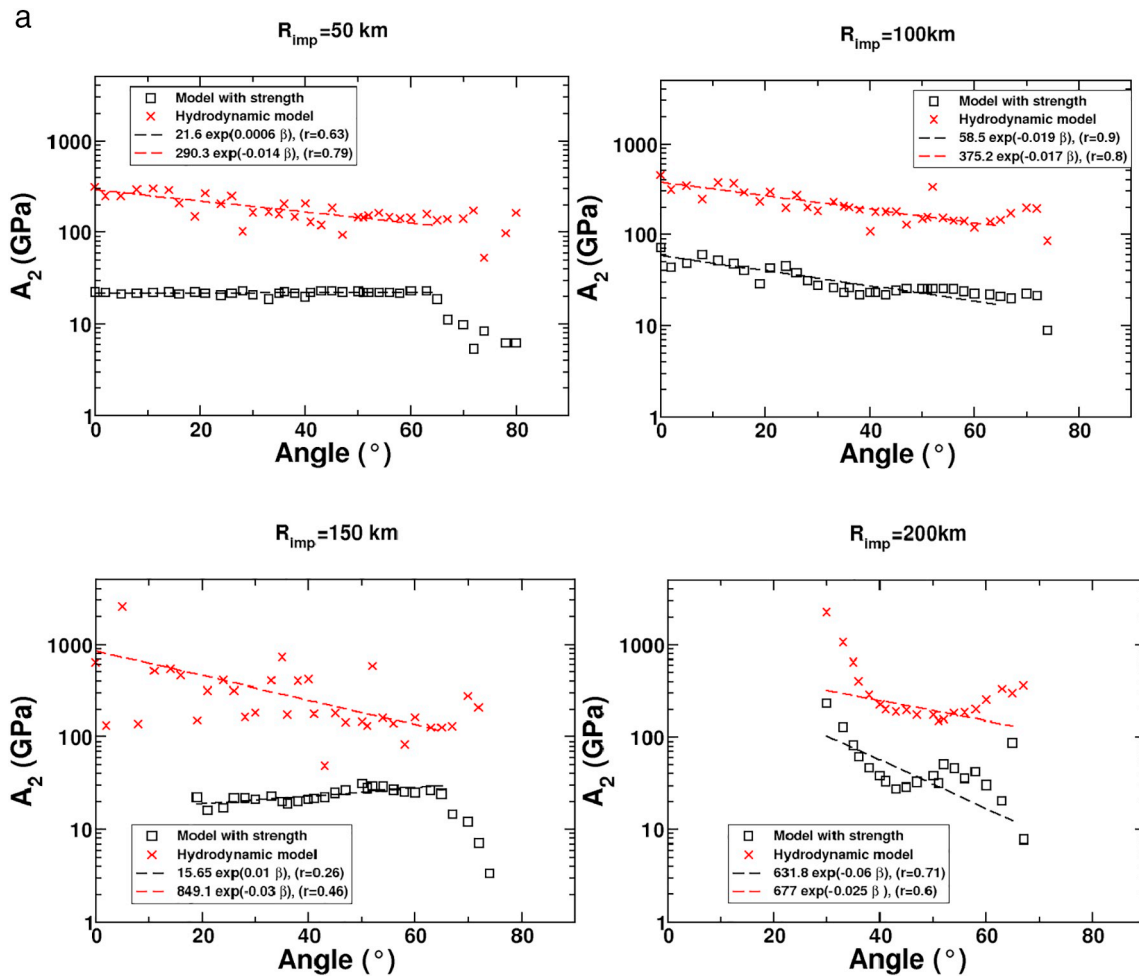 a
R_imp=50 km
A_2 (GPa)
1000
100
10
1
Model with strength
Hydrodynamic model
21.6 exp(0.0006 β), (r=0.63)
290.3 exp(-0.014 β), (r=0.79)
0 20 40 60 80
Angle (°)
R_imp=100km
A_2 (GPa)
1000
100
10
1
Model with strength
Hydrodynamic model
58.5 exp(-0.019 β), (r=0.9)
375.2 exp(-0.017 β), (r=0.8)
0 20 40 60 80
Angle (°)
R_imp=150 km
A_2 (GPa)
1000
100
10
1
Model with strength
Hydrodynamic model
15.65 exp(0.01 β), (r=0.26)
849.1 exp(-0.03 β), (r=0.46)
0 20 40 60 80
Angle (°)
R_imp=200km
A_2 (GPa)
1000
100
10
1
Model with strength
Hydrodynamic model
631.8 exp(-0.06 β), (r=0.71)
677 exp(-0.025 β ), (r=0.6)
0 20 40 60 80
Angle (°)